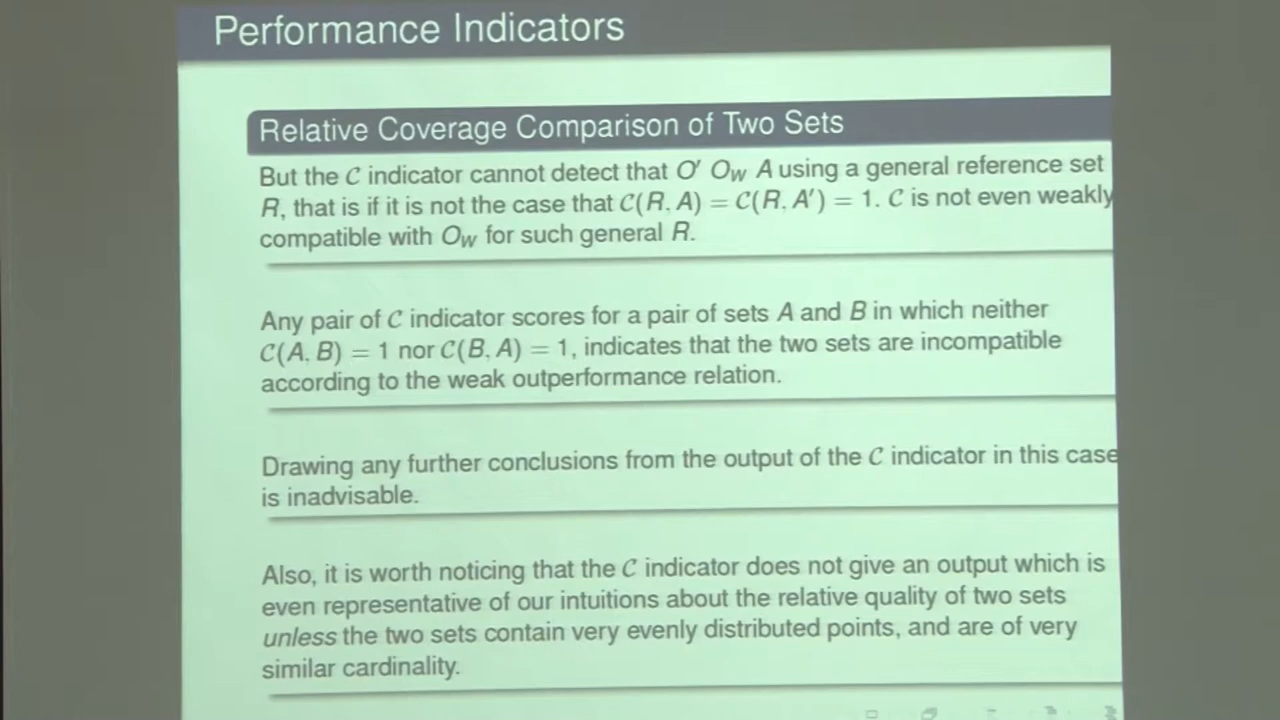 Performance Indicators
Relative Coverage Comparison of Two Sets
But the C indicator cannot detect that O′ O_W A using a general reference set
R, that is if it is not the case that C(R, A) = C(R, A′) = 1. C is not even weakly
compatible with O_W for such general R.
Any pair of C indicator scores for a pair of sets A and B in which neither
C(A, B) = 1 nor C(B, A) = 1, indicates that the two sets are incompatible
according to the weak outperformance relation.
Drawing any further conclusions from the output of the C indicator in this case
is inadvisable.
Also, it is worth noticing that the C indicator does not give an output which is
even representative of our intuitions about the relative quality of two sets
unless the two sets contain very evenly distributed points, and are of very
similar cardinality.